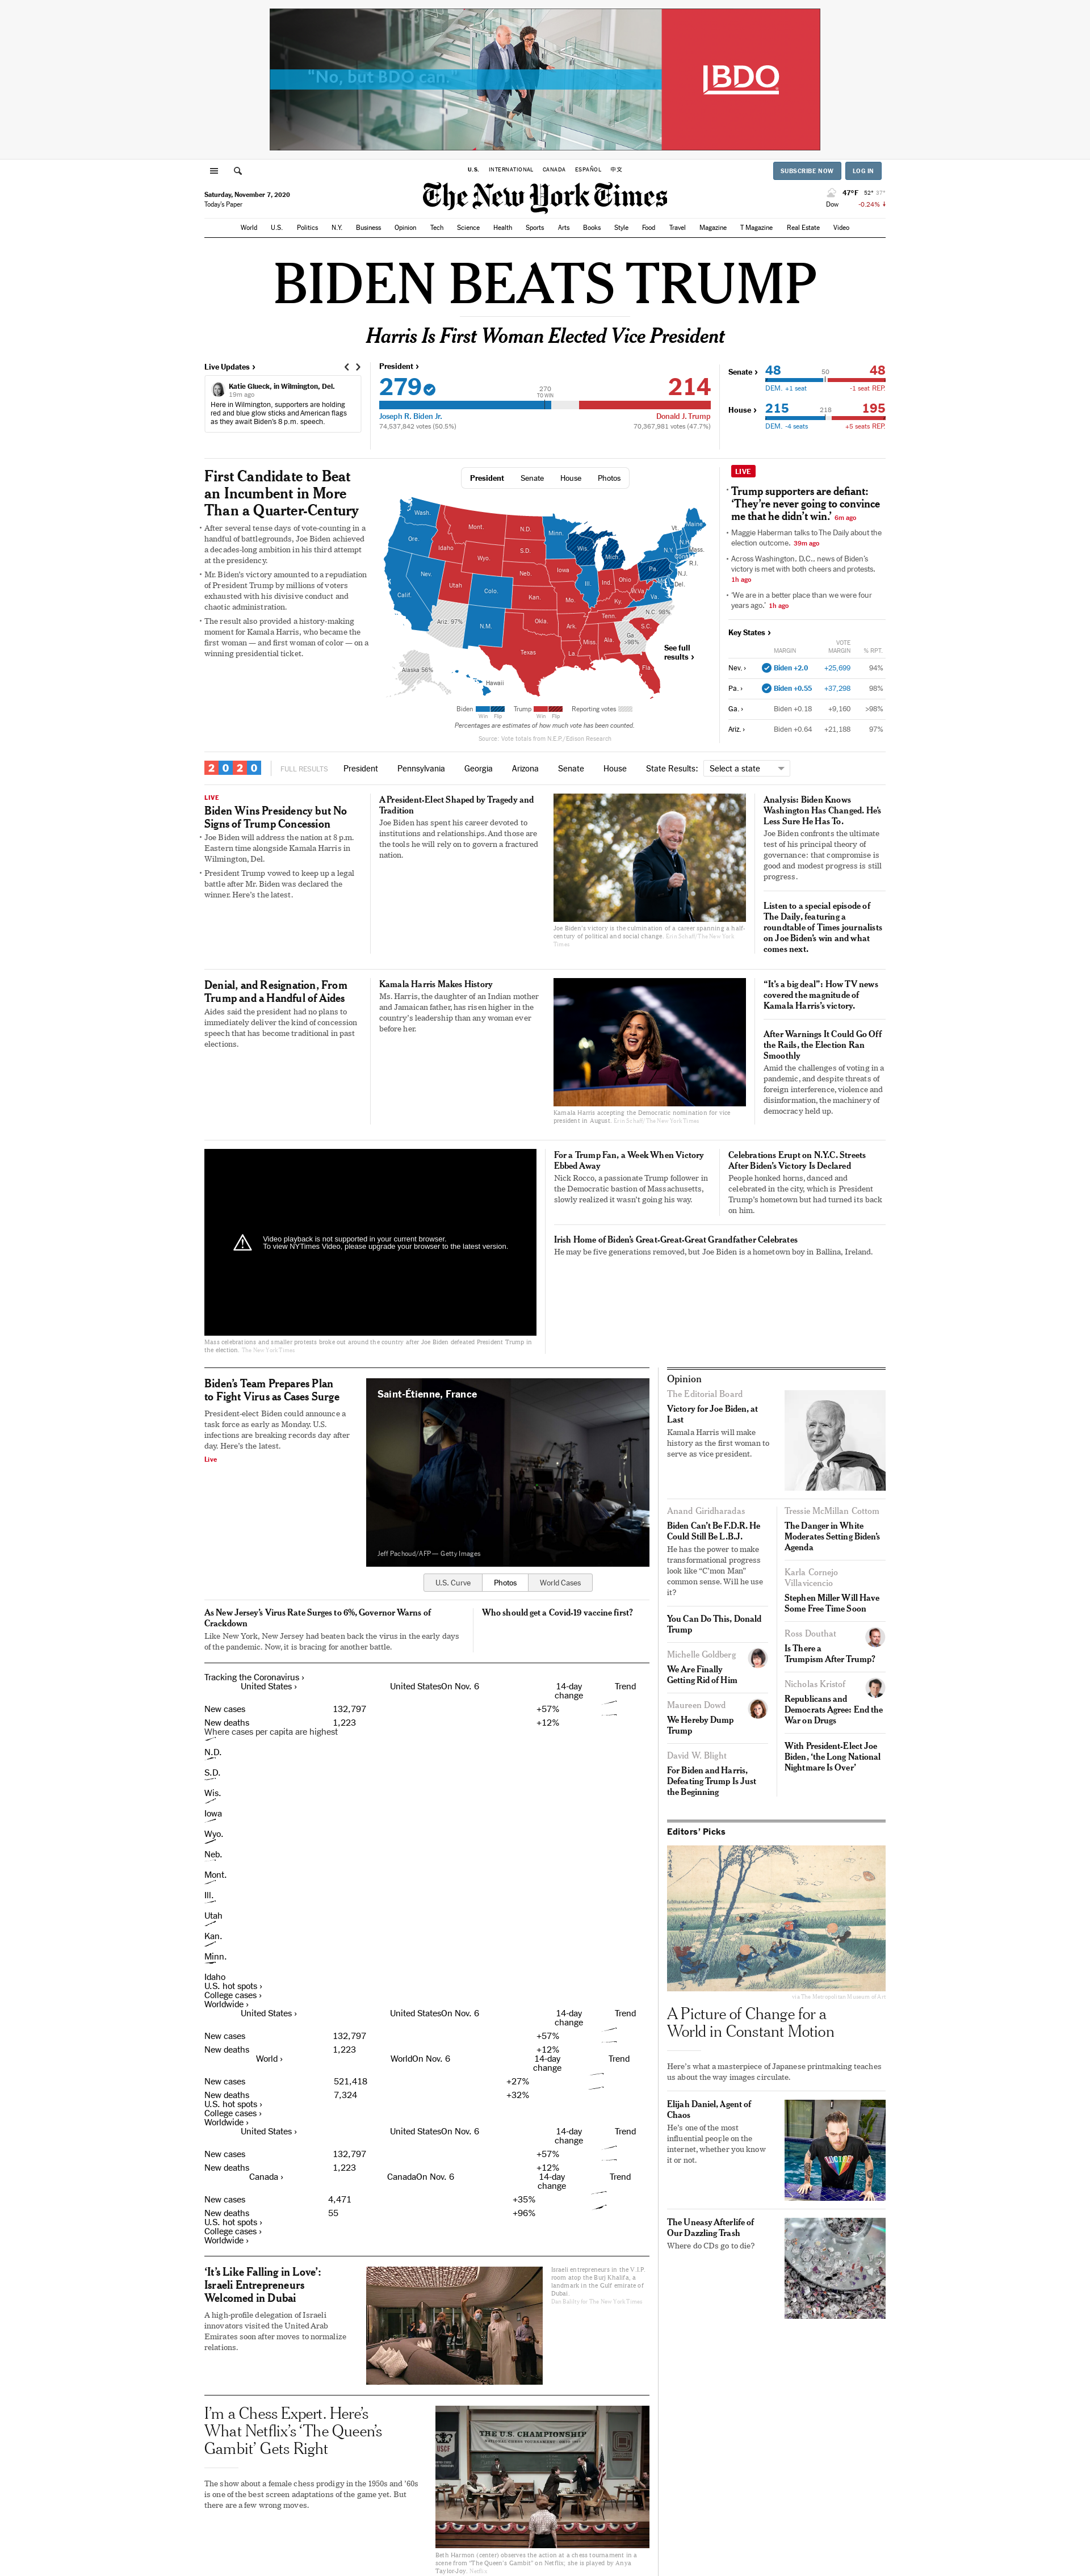 "No, but BDO can."
BDO
U.S. INTERNATIONAL CANADA ESPAÑOL 中文
SUBSCRIBE NOW LOG IN
The New York Times
Saturday, November 7, 2020
Today's Paper
47°F 52° 37°
Dow -0.24%
World U.S. Politics N.Y. Business Opinion Tech Science Health Sports Arts Books Style Food Travel Magazine T Magazine Real Estate Video
BIDEN BEATS TRUMP
Harris Is First Woman Elected Vice President
Live Updates ›
Katie Glueck, in Wilmington, Del.
19m ago
Here in Wilmington, supporters are holding
red and blue glow sticks and American flags
as they await Biden's 8 p.m. speech.
President ›
279 214
270
TO WIN
Joseph R. Biden Jr. Donald J. Trump
74,537,842 votes (50.5%) 70,367,981 votes (47.7%)
Senate › 48 50 48
DEM. +1 seat -1 seat REP.
House › 215 218 195
DEM. -4 seats +5 seats REP.
First Candidate to Beat
an Incumbent in More
Than a Quarter-Century
After several tense days of vote-counting in a
handful of battlegrounds, Joe Biden achieved
a decades-long ambition in his third attempt
at the presidency.
Mr. Biden's victory amounted to a repudiation
of President Trump by millions of voters
exhausted with his divisive conduct and
chaotic administration.
The result also provided a history-making
moment for Kamala Harris, who became the
first woman — and first woman of color — on a
winning presidential ticket.
President Senate House Photos
Wash.
Ore.
Calif.
Nev.
Idaho
Mont.
Wyo.
Utah
Colo.
Ariz. 97%
N.M.
N.D.
S.D.
Neb.
Kan.
Okla.
Texas
Minn.
Iowa
Mo.
Ark.
La.
Wis.
Ill.
Mich.
Ind.
Ohio
Ky.
Tenn.
Miss.
Ala.
Ga.
>98%
Fla.
S.C.
N.C. 98%
Va.
W.Va.
Pa.
N.Y.
Vt.
N.H.
Maine
Mass.
Conn.
R.I.
N.J.
Del.
Alaska 56%
Hawaii
See full
results ›
Biden Trump Reporting votes
Win Flip Win Flip
Percentages are estimates of how much vote has been counted.
Source: Vote totals from N.E.P./Edison Research
LIVE
Trump supporters are defiant:
'They're never going to convince
me that he didn't win.' 6m ago
Maggie Haberman talks to The Daily about the
election outcome. 39m ago
Across Washington, D.C., news of Biden's
victory is met with both cheers and protests.
1h ago
'We are in a better place than we were four
years ago.' 1h ago
Key States ›
MARGIN VOTE MARGIN % RPT.
Nev. › Biden +2.0 +25,699 94%
Pa. › Biden +0.55 +37,298 98%
Ga. › Biden +0.18 +9,160 >98%
Ariz. › Biden +0.64 +21,188 97%
2020 FULL RESULTS President Pennsylvania Georgia Arizona Senate House State Results: Select a state
LIVE
Biden Wins Presidency but No
Signs of Trump Concession
Joe Biden will address the nation at 8 p.m.
Eastern time alongside Kamala Harris in
Wilmington, Del.
President Trump vowed to keep up a legal
battle after Mr. Biden was declared the
winner. Here's the latest.
A President-Elect Shaped by Tragedy and
Tradition
Joe Biden has spent his career devoted to
institutions and relationships. And those are
the tools he will rely on to govern a fractured
nation.
Joe Biden's victory is the culmination of a career spanning a half-
century of political and social change. Erin Schaff/The New York
Times
Analysis: Biden Knows
Washington Has Changed. He's
Less Sure He Has To.
Joe Biden confronts the ultimate
test of his principal theory of
governance: that compromise is
good and modest progress is still
progress.
Listen to a special episode of
The Daily, featuring a
roundtable of Times journalists
on Joe Biden's win and what
comes next.
Denial, and Resignation, From
Trump and a Handful of Aides
Aides said the president had no plans to
immediately deliver the kind of concession
speech that has become traditional in past
elections.
Kamala Harris Makes History
Ms. Harris, the daughter of an Indian mother
and Jamaican father, has risen higher in the
country's leadership than any woman ever
before her.
Kamala Harris accepting the Democratic nomination for vice
president in August. Erin Schaff/The New York Times
"It's a big deal": How TV news
covered the magnitude of
Kamala Harris's victory.
After Warnings It Could Go Off
the Rails, the Election Ran
Smoothly
Amid the challenges of voting in a
pandemic, and despite threats of
foreign interference, violence and
disinformation, the machinery of
democracy held up.
Video playback is not supported in your current browser.
To view NYTimes Video, please upgrade your browser to the latest version.
Mass celebrations and smaller protests broke out around the country after Joe Biden defeated President Trump in
the election. The New York Times
For a Trump Fan, a Week When Victory
Ebbed Away
Nick Rocco, a passionate Trump follower in
the Democratic bastion of Massachusetts,
slowly realized it wasn't going his way.
Celebrations Erupt on N.Y.C. Streets
After Biden's Victory Is Declared
People honked horns, danced and
celebrated in the city, which is President
Trump's hometown but had turned its back
on him.
Irish Home of Biden's Great-Great-Great Grandfather Celebrates
He may be five generations removed, but Joe Biden is a hometown boy in Ballina, Ireland.
Biden's Team Prepares Plan
to Fight Virus as Cases Surge
President-elect Biden could announce a
task force as early as Monday. U.S.
infections are breaking records day after
day. Here's the latest.
Live
Saint-Étienne, France
Jeff Pachoud/AFP — Getty Images
U.S. Curve Photos World Cases
As New Jersey's Virus Rate Surges to 6%, Governor Warns of
Crackdown
Like New York, New Jersey had beaten back the virus in the early days
of the pandemic. Now, it is bracing for another battle.
Who should get a Covid-19 vaccine first?
Tracking the Coronavirus ›
United States › United StatesOn Nov. 6 14-day change Trend
New cases 132,797 +57%
New deaths 1,223 +12%
Where cases per capita are highest
N.D.
S.D.
Wis.
Iowa
Wyo.
Neb.
Mont.
Ill.
Utah
Kan.
Minn.
Idaho
U.S. hot spots ›
College cases ›
Worldwide ›
United States › United StatesOn Nov. 6 14-day change Trend
New cases 132,797 +57%
New deaths 1,223 +12%
World › WorldOn Nov. 6 14-day change Trend
New cases 521,418 +27%
New deaths 7,324 +32%
U.S. hot spots ›
College cases ›
Worldwide ›
United States › United StatesOn Nov. 6 14-day change Trend
New cases 132,797 +57%
New deaths 1,223 +12%
Canada › CanadaOn Nov. 6 14-day change Trend
New cases 4,471 +35%
New deaths 55 +96%
U.S. hot spots ›
College cases ›
Worldwide ›
'It's Like Falling in Love':
Israeli Entrepreneurs
Welcomed in Dubai
A high-profile delegation of Israeli
innovators visited the United Arab
Emirates soon after moves to normalize
relations.
Israeli entrepreneurs in the V.I.P.
room atop the Burj Khalifa, a
landmark in the Gulf emirate of
Dubai.
Dan Balilty for The New York Times
I'm a Chess Expert. Here's
What Netflix's 'The Queen's
Gambit' Gets Right
The show about a female chess prodigy in the 1950s and '60s
is one of the best screen adaptations of the game yet. But
there are a few wrong moves.
THE U.S. CHAMPIONSHIP
USCF
Beth Harmon (center) observes the action at a chess tournament in a
scene from "The Queen's Gambit" on Netflix; she is played by Anya
Taylor-Joy. Netflix
Opinion
The Editorial Board
Victory for Joe Biden, at
Last
Kamala Harris will make
history as the first woman to
serve as vice president.
Anand Giridharadas
Biden Can't Be F.D.R. He
Could Still Be L.B.J.
He has the power to make
transformational progress
look like "C'mon Man"
common sense. Will he use
it?
You Can Do This, Donald
Trump
Michelle Goldberg
We Are Finally
Getting Rid of Him
Maureen Dowd
We Hereby Dump
Trump
David W. Blight
For Biden and Harris,
Defeating Trump Is Just
the Beginning
Tressie McMillan Cottom
The Danger in White
Moderates Setting Biden's
Agenda
Karla Cornejo
Villavicencio
Stephen Miller Will Have
Some Free Time Soon
Ross Douthat
Is There a
Trumpism After Trump?
Nicholas Kristof
Republicans and
Democrats Agree: End the
War on Drugs
With President-Elect Joe
Biden, 'the Long National
Nightmare Is Over'
Editors' Picks
via The Metropolitan Museum of Art
A Picture of Change for a
World in Constant Motion
Here's what a masterpiece of Japanese printmaking teaches
us about the way images circulate.
Elijah Daniel, Agent of
Chaos
He's one of the most
influential people on the
internet, whether you know
it or not.
The Uneasy Afterlife of
Our Dazzling Trash
Where do CDs go to die?